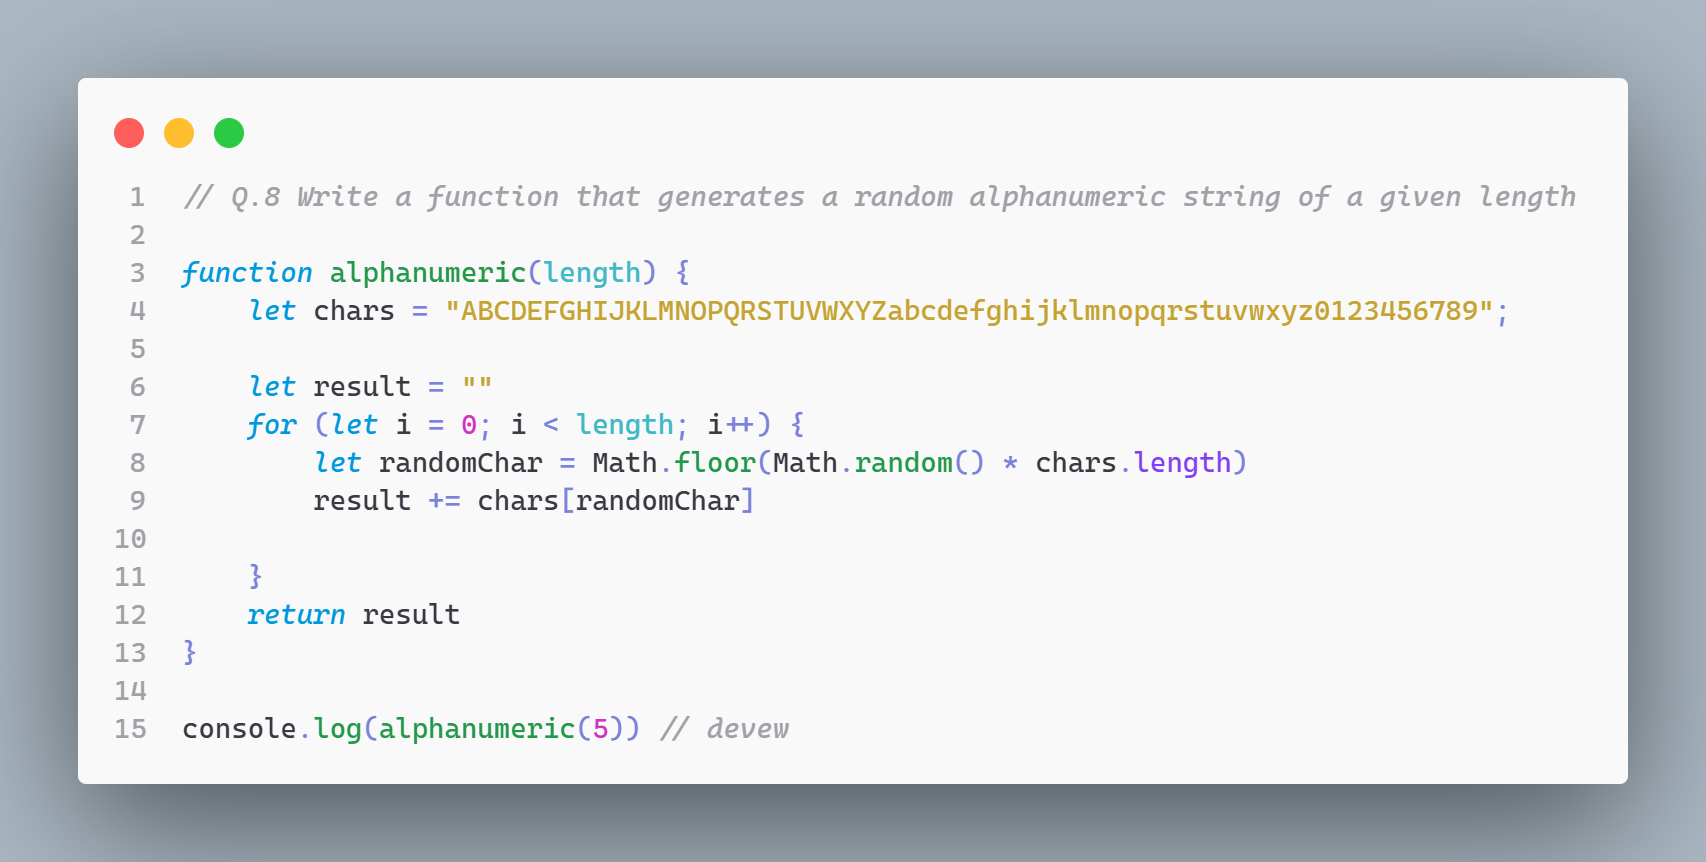 1 // Q.8 Write a function that generates a random alphanumeric string of a given length
2
3 function alphanumeric(length) {
4     let chars = "ABCDEFGHIJKLMNOPQRSTUVWXYZabcdefghijklmnopqrstuvwxyz0123456789";
5
6     let result = ""
7     for (let i = 0; i < length; i++) {
8         let randomChar = Math.floor(Math.random() * chars.length)
9         result += chars[randomChar]
10
11     }
12     return result
13 }
14
15 console.log(alphanumeric(5)) // devew